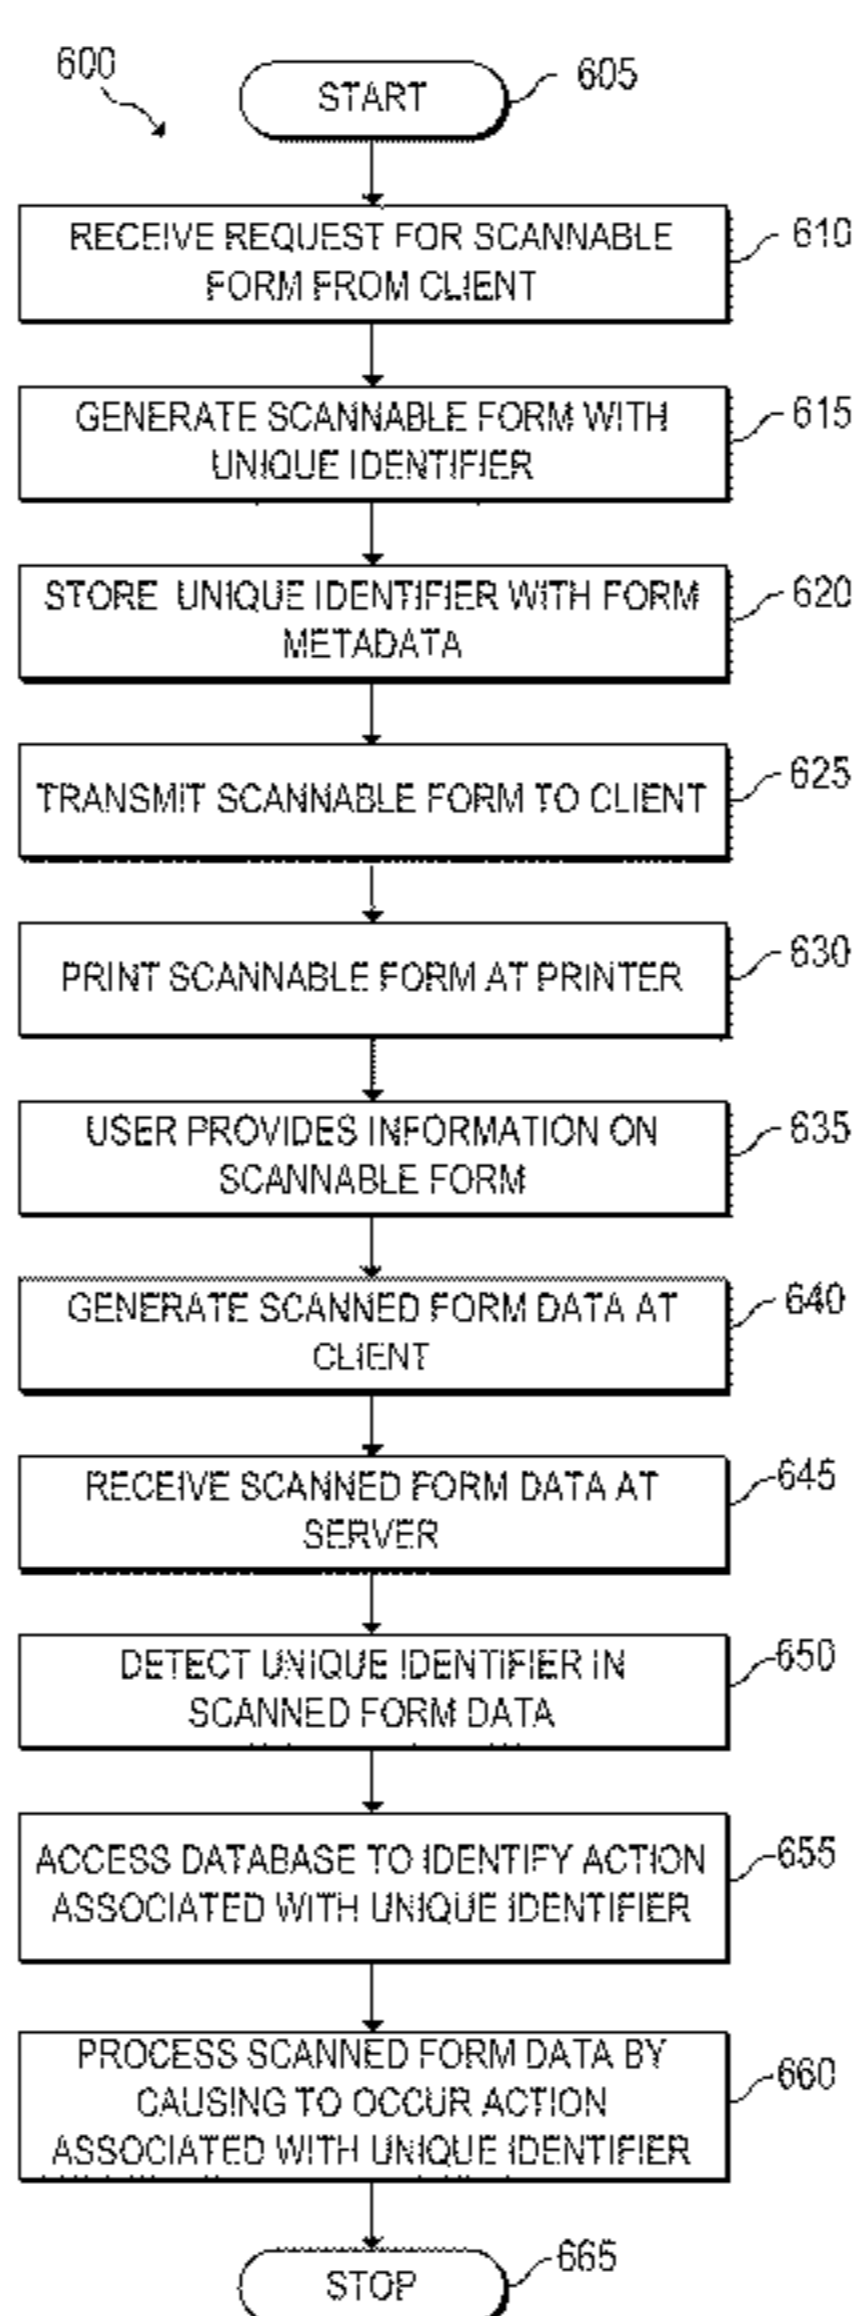 600
START
605
RECEIVE REQUEST FOR SCANNABLE
FORM FROM CLIENT
610
GENERATE SCANNABLE FORM WITH
UNIQUE IDENTIFIER
615
STORE UNIQUE IDENTIFIER WITH FORM
METADATA
620
TRANSMIT SCANNABLE FORM TO CLIENT
625
PRINT SCANNABLE FORM AT PRINTER
630
USER PROVIDES INFORMATION ON
SCANNABLE FORM
635
GENERATE SCANNED FORM DATA AT
CLIENT
640
RECEIVE SCANNED FORM DATA AT
SERVER
645
DETECT UNIQUE IDENTIFIER IN
SCANNED FORM DATA
650
ACCESS DATABASE TO IDENTIFY ACTION
ASSOCIATED WITH UNIQUE IDENTIFIER
655
PROCESS SCANNED FORM DATA BY
CAUSING TO OCCUR ACTION
ASSOCIATED WITH UNIQUE IDENTIFIER
660
STOP
665